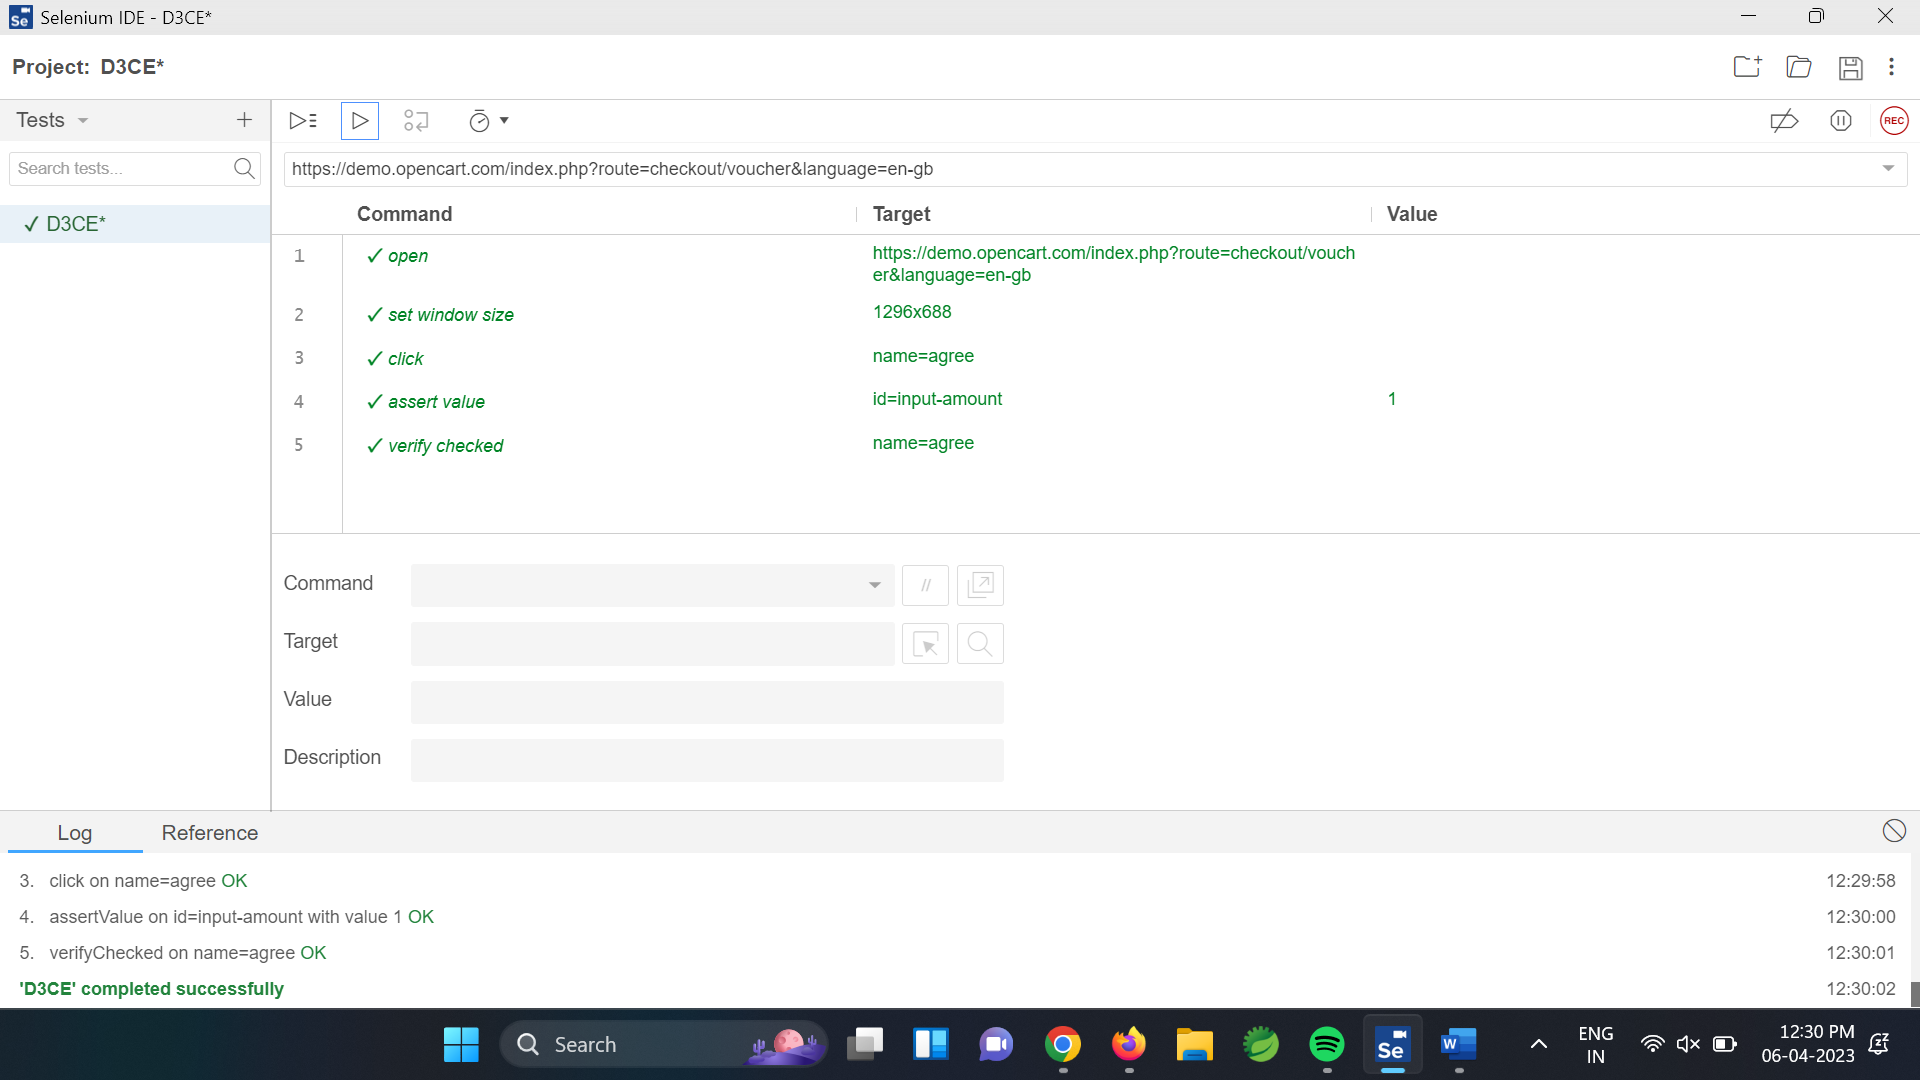 Selenium IDE - D3CE*
Project: D3CE*
Tests
REC
Search tests...
https://demo.opencart.com/index.php?route=checkout/voucher&language=en-gb
✓ D3CE*
Command Target Value
1 ✓ open https://demo.opencart.com/index.php?route=checkout/vouch
er&language=en-gb
2 ✓ set window size 1296x688
3 ✓ click name=agree
4 ✓ assert value id=input-amount 1
5 ✓ verify checked name=agree
Command //
Target
Value
Description
Log Reference
3. click on name=agree OK 12:29:58
4. assertValue on id=input-amount with value 1 OK 12:30:00
5. verifyChecked on name=agree OK 12:30:01
'D3CE' completed successfully 12:30:02
Search
Se
W
ENG
IN
12:30 PM
06-04-2023